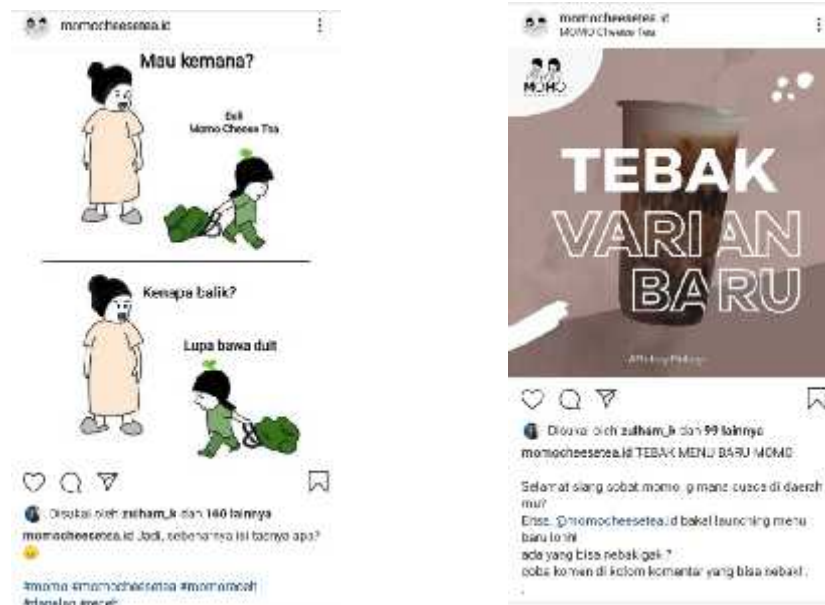 momocheesetea.id
Mau kemana?
Beli
Momo Cheese Tea
Kenapa balik?
Lupa bawa duit
Disukai oleh zulham_k dan 160 lainnya
momocheesetea.id Jadi, sebenarnya isi tasnya apa?
#momo #momocheesetea #momoreceh
#dagelan #receh
momocheesetea.id
MOMO Cheese Tea
MOMO
TEBAK
VARIAN
BARU
Disukai oleh zulham_k dan 99 lainnya
momocheesetea.id TEBAK MENU BARU MOMO
Selamat siang sobat momo, gimana cuaca di daerah
mu?
@momocheesetea.id bakal launching menu
baru
ada yang bisa nebak gak ?
coba komen di kolom komentar yang bisa nebak!